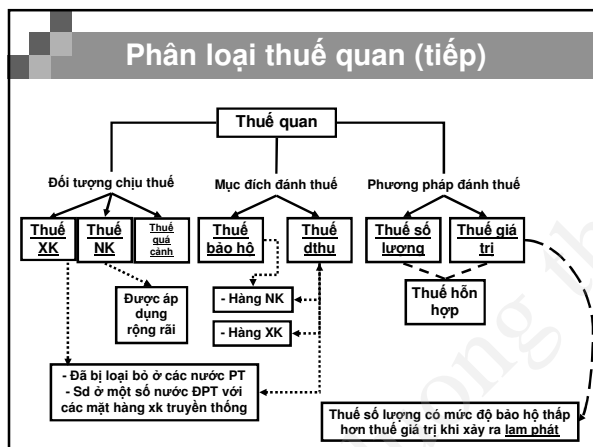 Phân loại thuế quan (tiếp)
Thuế quan
Đối tượng chịu thuế
Mục đích đánh thuế
Phương pháp đánh thuế
Thuế
XK
Thuế
NK
Thuế
quá
cảnh
Thuế
bảo hộ
Thuế
dthu
Thuế số
lượng
Thuế giá
trị
Được áp
dụng
rộng rãi
- Hàng NK
- Hàng XK
Thuế hỗn
hợp
- Đã bị loại bỏ ở các nước PT
- Sd ở một số nước ĐPT với
các mặt hàng xk truyền thống
Thuế số lượng có mức độ bảo hộ thấp
hơn thuế giá trị khi xảy ra lạm phát